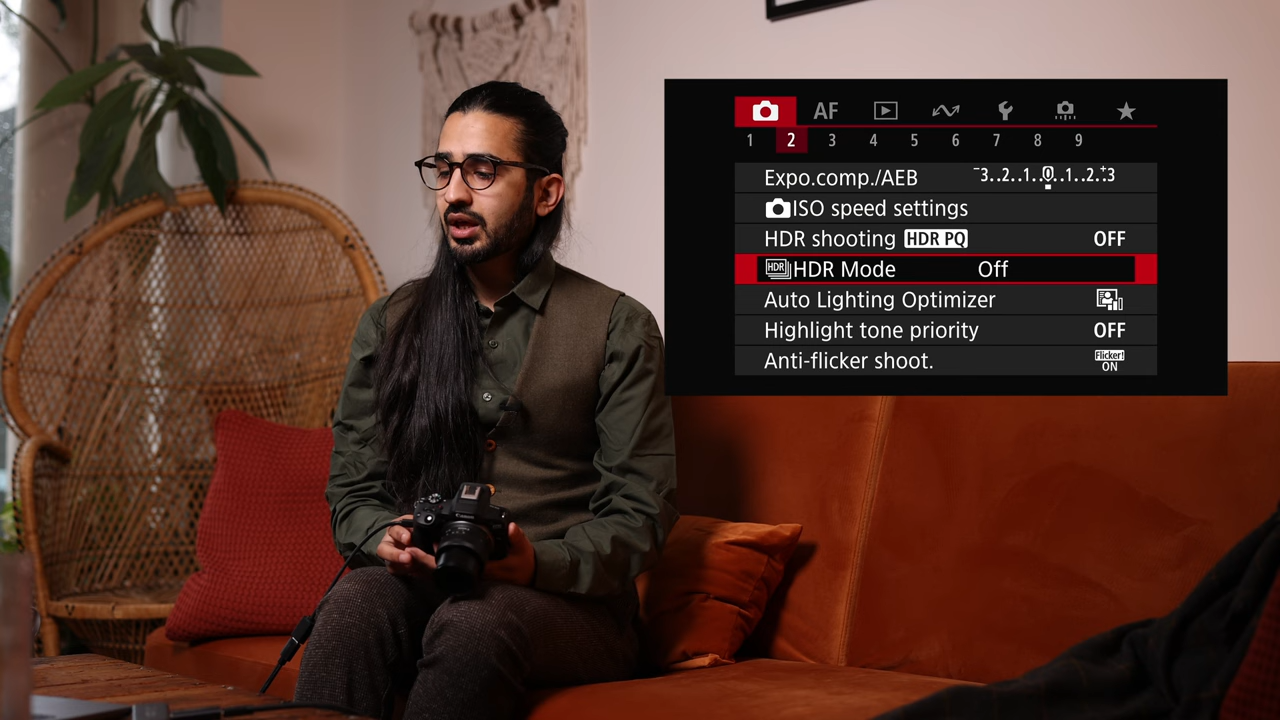 AF
1 2 3 4 5 6 7 8 9
Expo.comp./AEB -3..2..1..0..1..2.+3
ISO speed settings
HDR shooting HDR PQ OFF
HDR HDR Mode Off
Auto Lighting Optimizer
Highlight tone priority OFF
Anti-flicker shoot. Flicker! ON
Canon